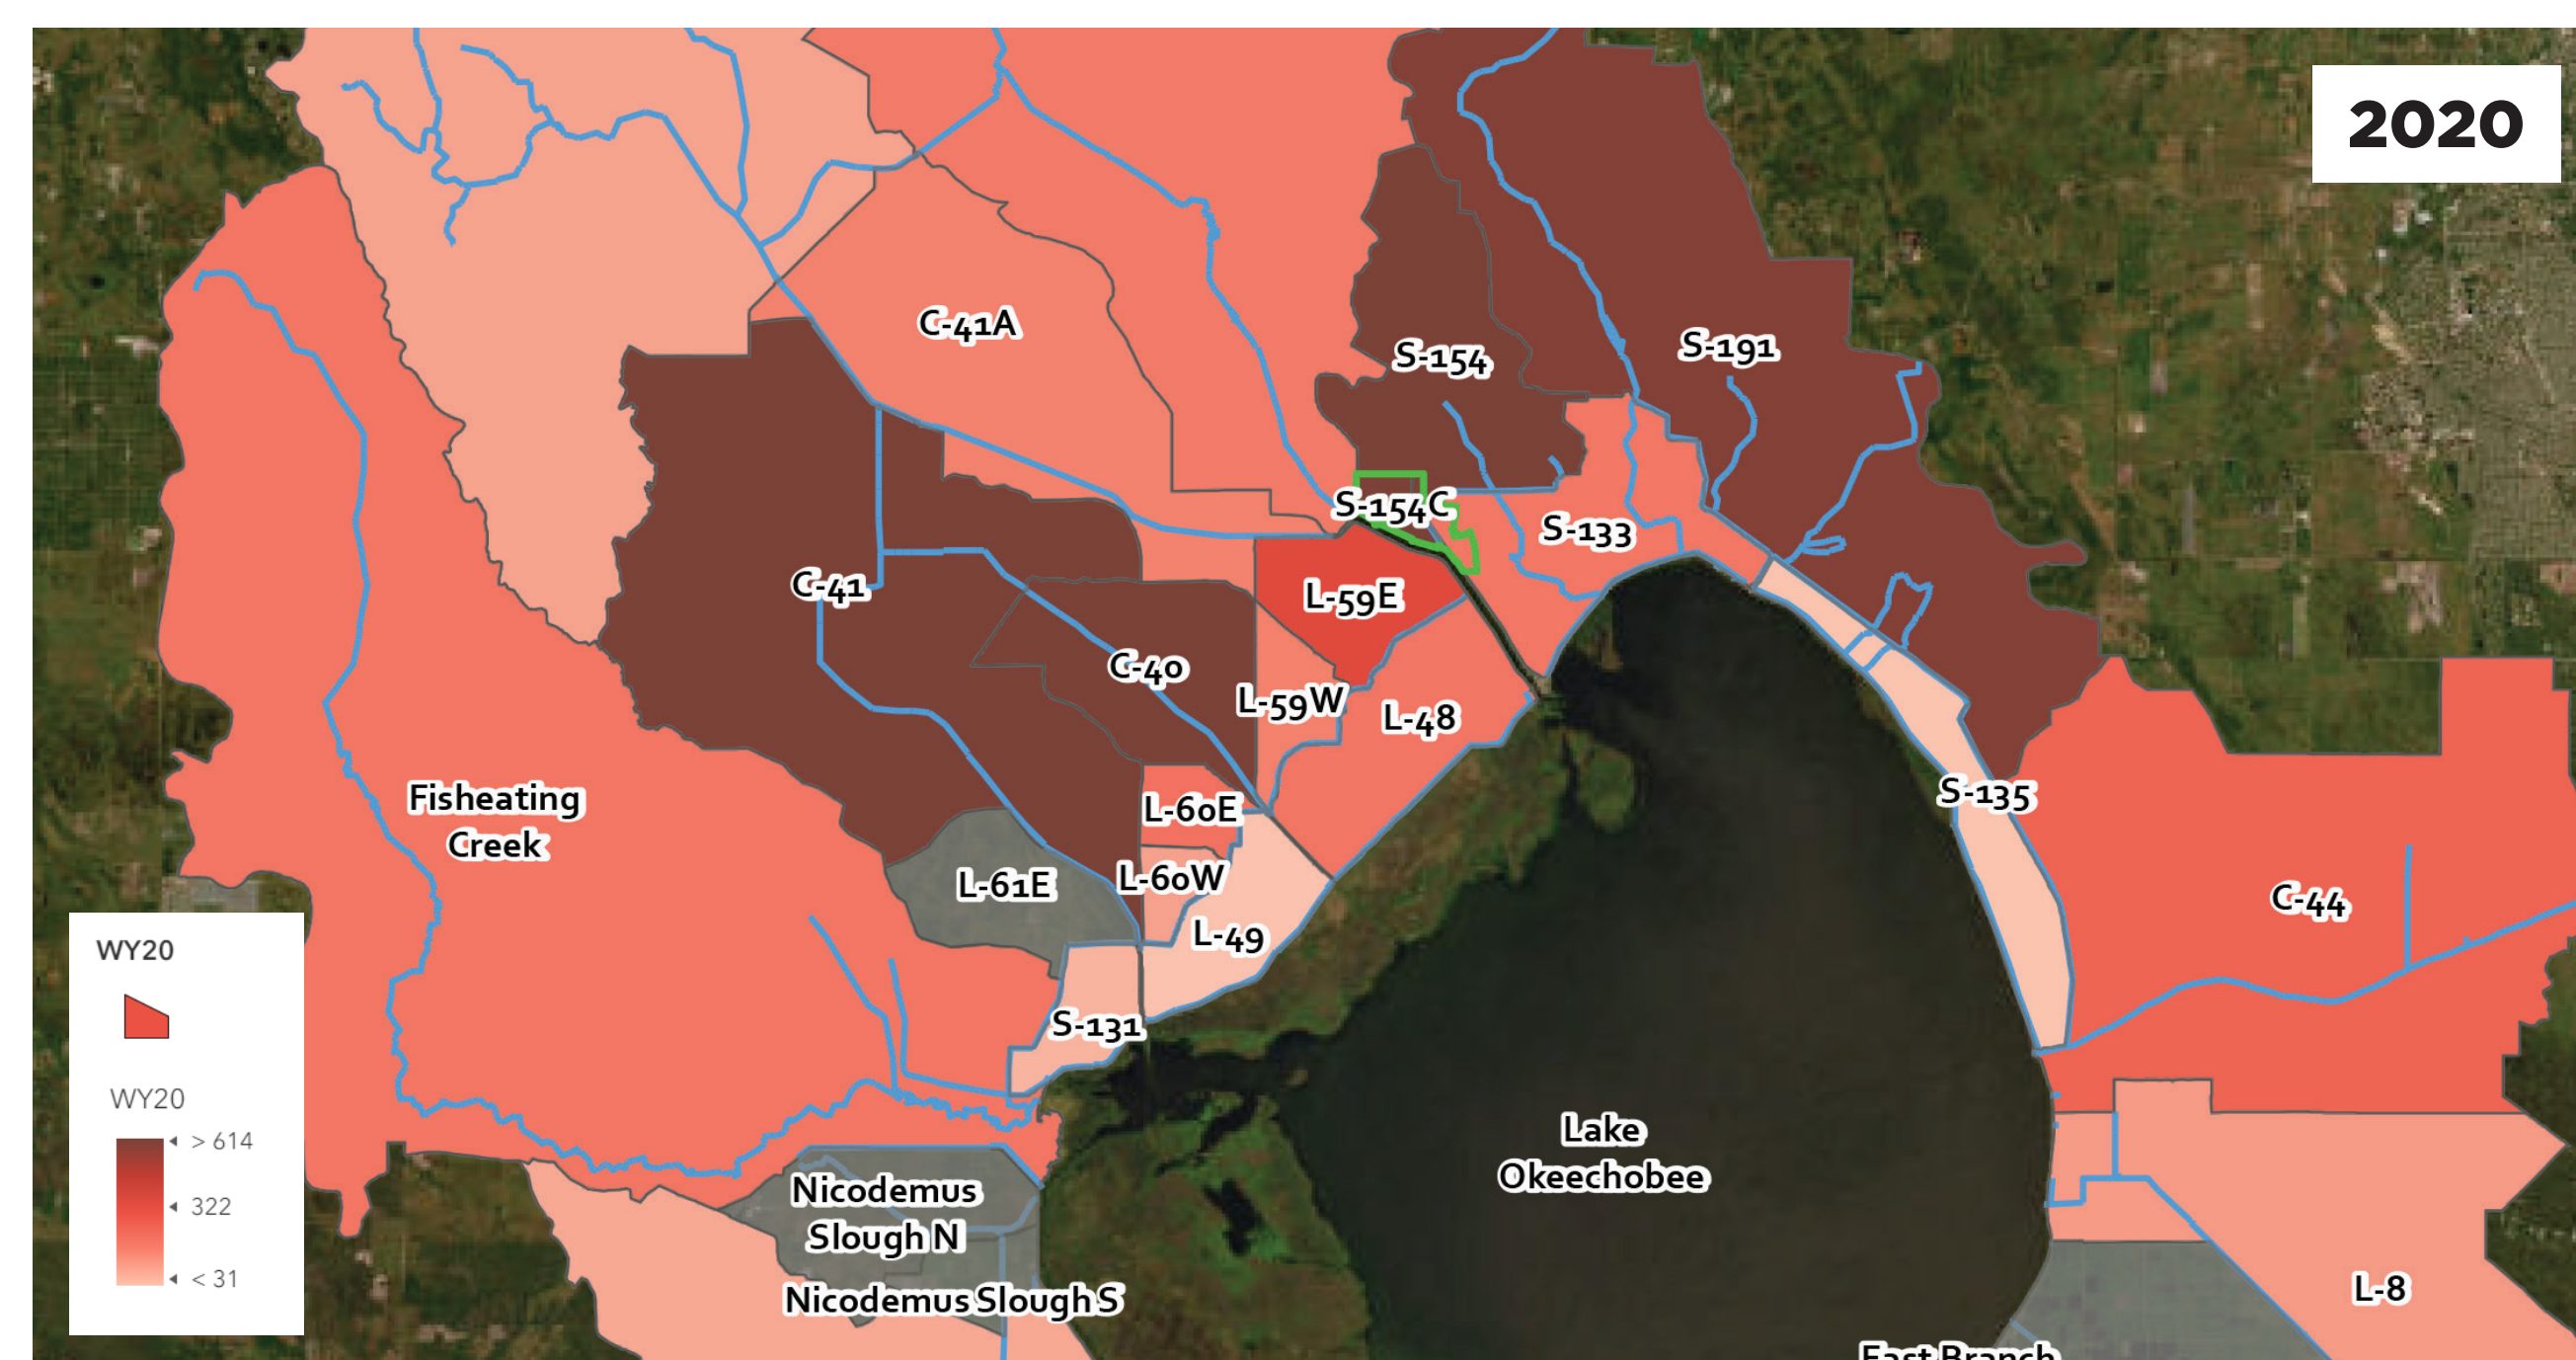 2020
C-41A
S-154
S-191
S-154C
S-133
C-41
L-59E
C-40
L-59W
L-48
Fisheating
Creek
L-60E
S-135
L-61E
L-60W
C-44
L-49
S-131
WY20
WY20
> 614
322
< 31
Lake
Okeechobee
Nicodemus
Slough N
Nicodemus Slough S
L-8
East Branch